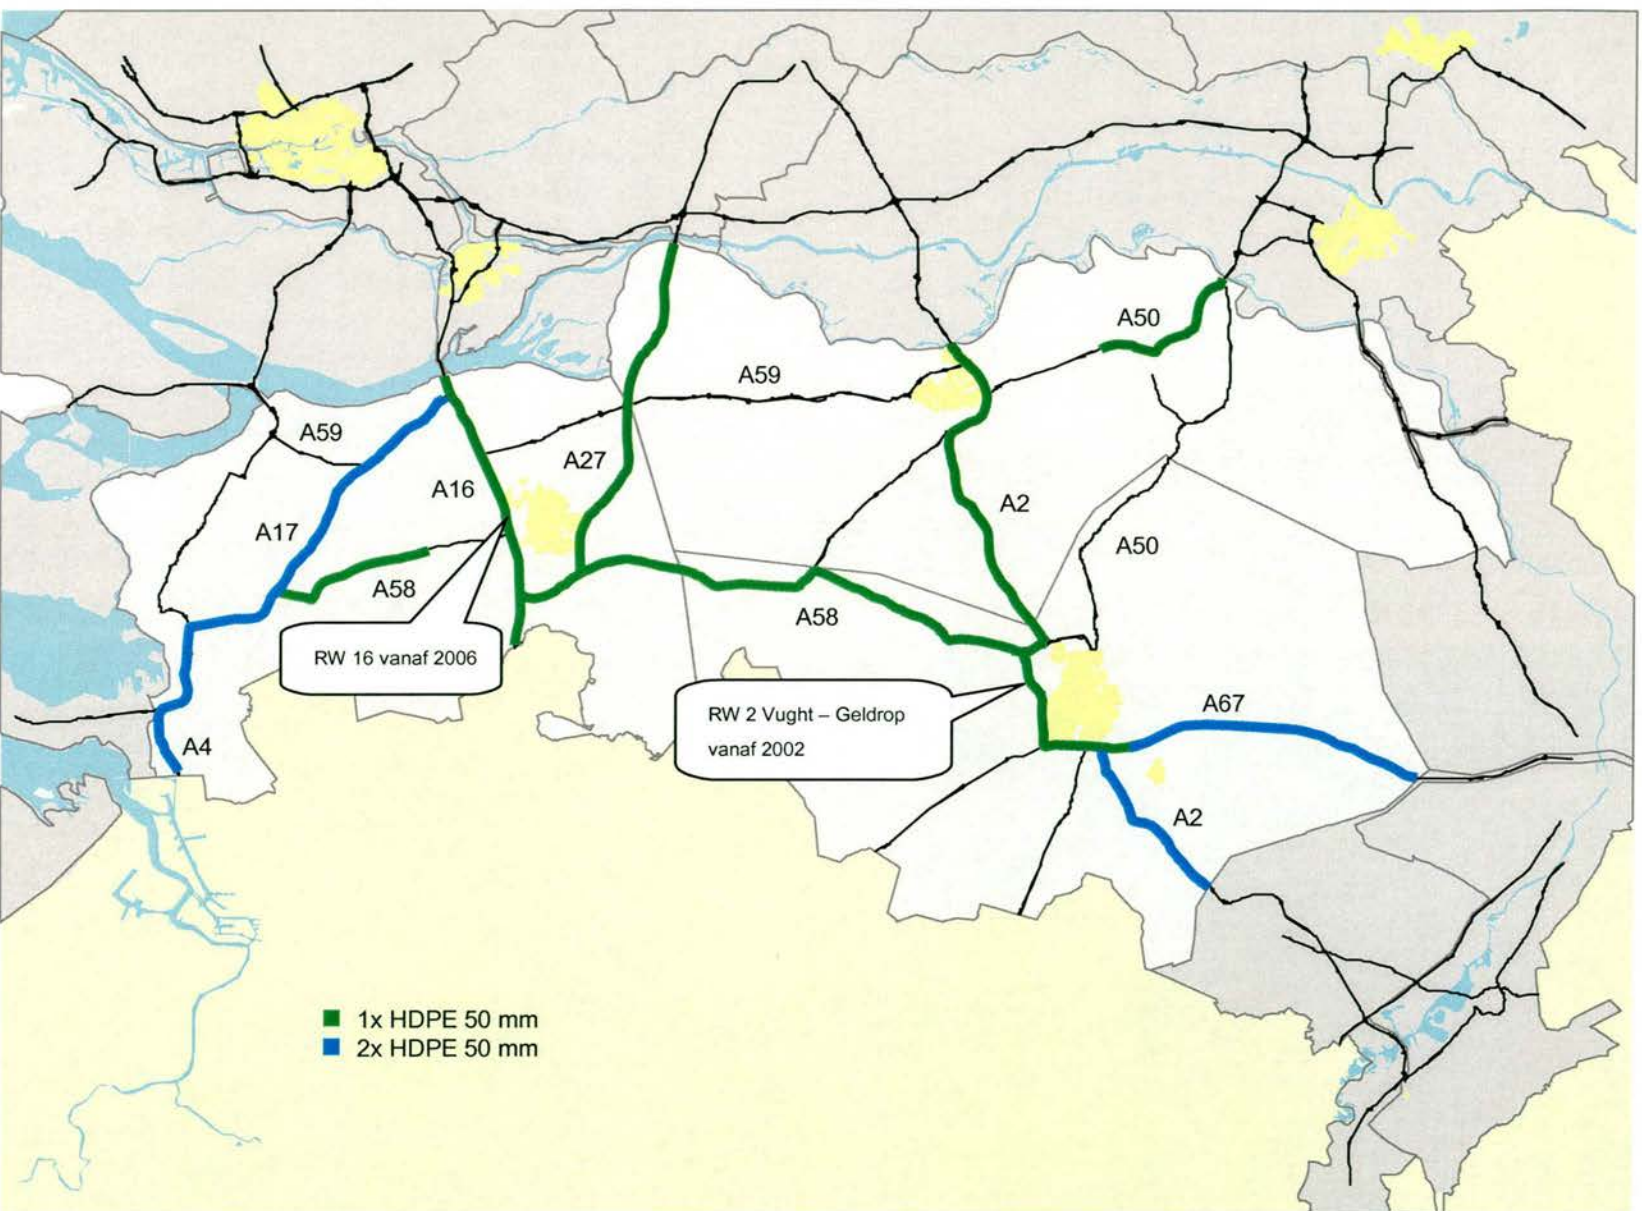 A50
A59
A59
A27
A16
A2
A17
A50
A58
A58
RW 16 vanaf 2006
RW 2 Vught – Geldrop
vanaf 2002
A67
A4
A2
1x HDPE 50 mm
2x HDPE 50 mm